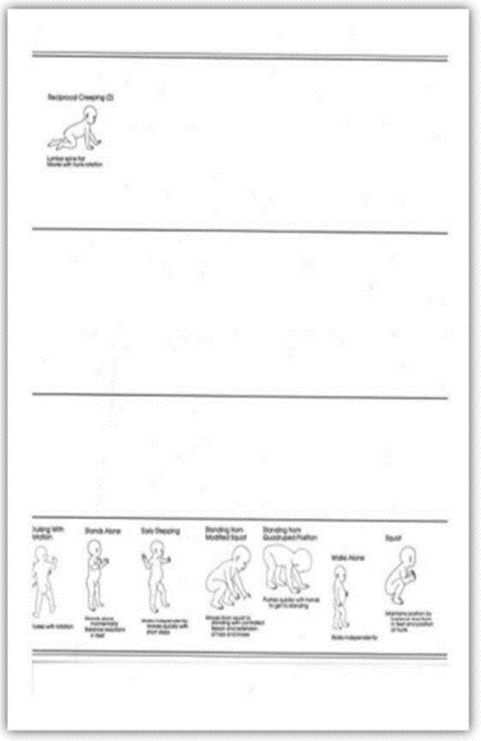 Reciprocal Creeping (2)
Lumbar spine flat
Moves with trunk rotation
Cruising With
Rotation
Stands Alone
Early Stepping
Standing from
Modified Squat
Standing from
Quadruped Position
Walks Alone
Squat
Cruises with rotation
Stands alone
momentarily
Balance reactions
in feet
Walks independently;
moves quickly with
short steps
Moves from squat to
standing with controlled
flexion and extension
of hips and knees
Pushes quickly with hands
to get to standing
Walks independently
Maintains position by
balance reactions
in feet and position
of trunk